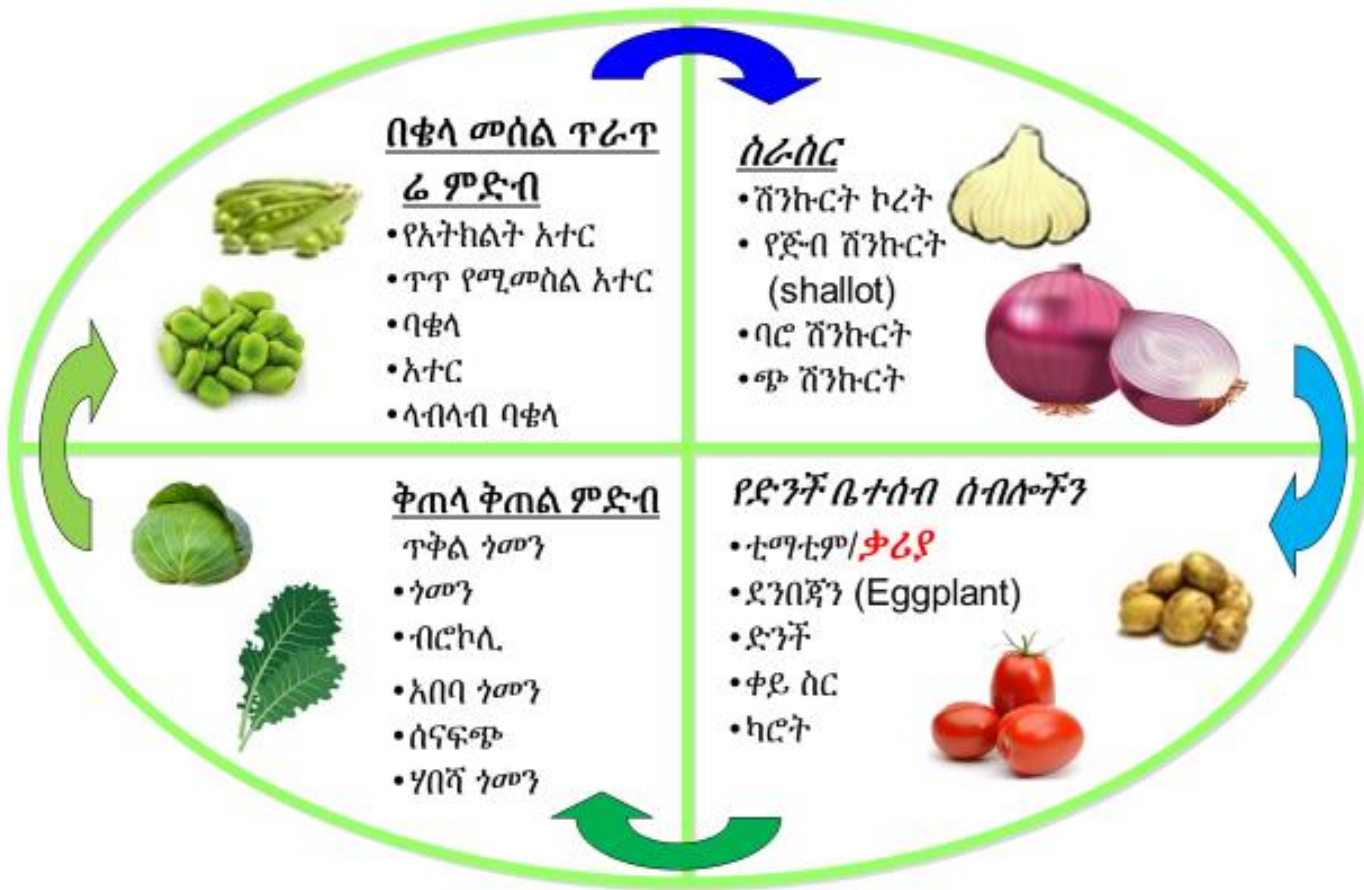 በቄላ መሰል ጥራጥ
ሬ ምድብ
•የአትክልት አተር
•ጥጥ የሚመስል አተር
•ባቄላ
•አተር
•ላብላብ ባቄላ
ስራስር
•ሽንኩርት ኮረት
• የጅብ ሽንኩርት
(shallot)
•ባሮ ሽንኩርት
•ጭ ሽንኩርት
ቅጠላ ቅጠል ምድብ
ጥቅል ጎመን
•ጎመን
•ብሮኮሊ
•አበባ ጎመን
•ሰናፍጭ
•ሃበሻ ጎመን
የድንች ቤተሰብ ሰብሎችን
•ቲማቲም/ቃሪያ
•ደንበጃን (Eggplant)
•ድንች
•ቀይ ስር
•ካሮት